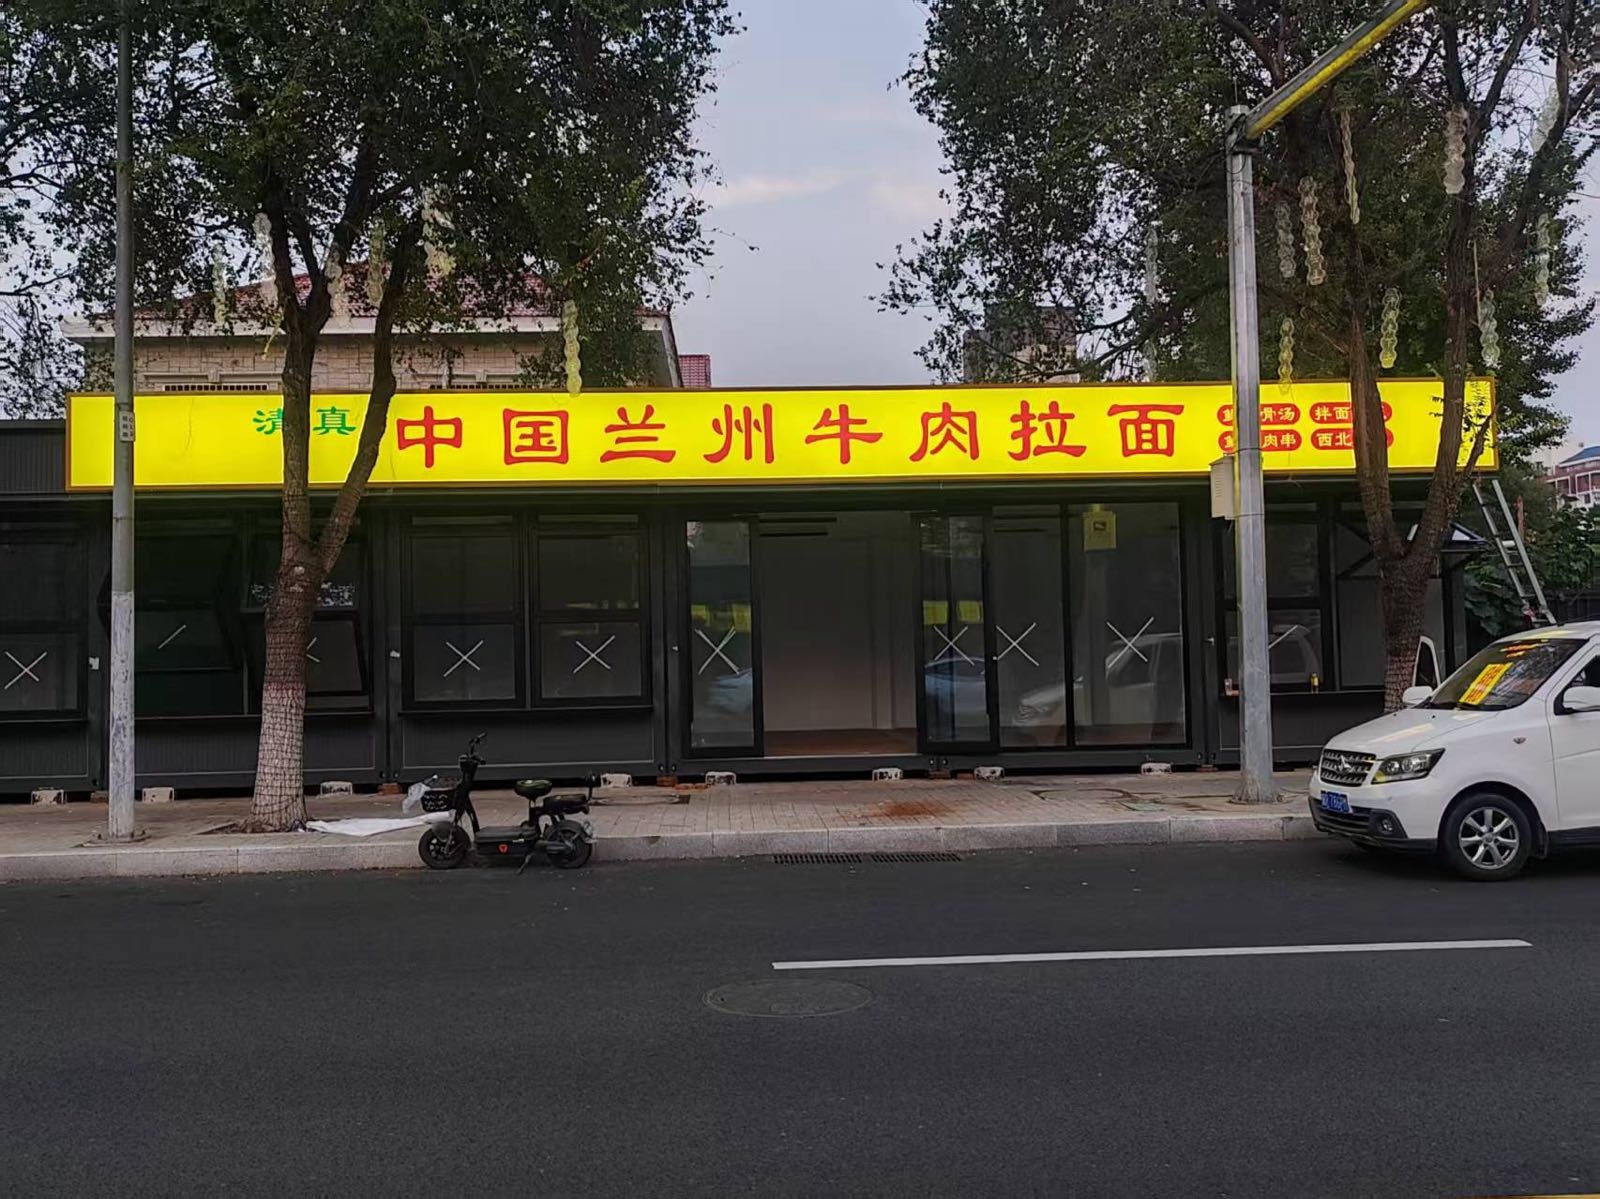 清真 中国兰州牛肉拉面
骨汤 拌面
肉串 西北